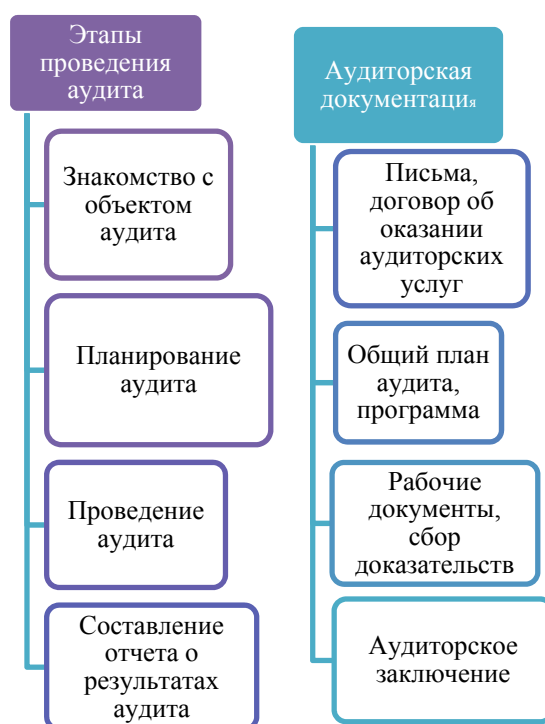 Этапы
проведения
аудита
Знакомство с
объектом
аудита
Планирование
аудита
Проведение
аудита
Составление
отчета о
результатах
аудита
Аудиторская
документация
Письма,
договор об
оказании
аудиторских
услуг
Общий план
аудита,
программа
Рабочие
документы,
сбор
доказательств
Аудиторское
заключение